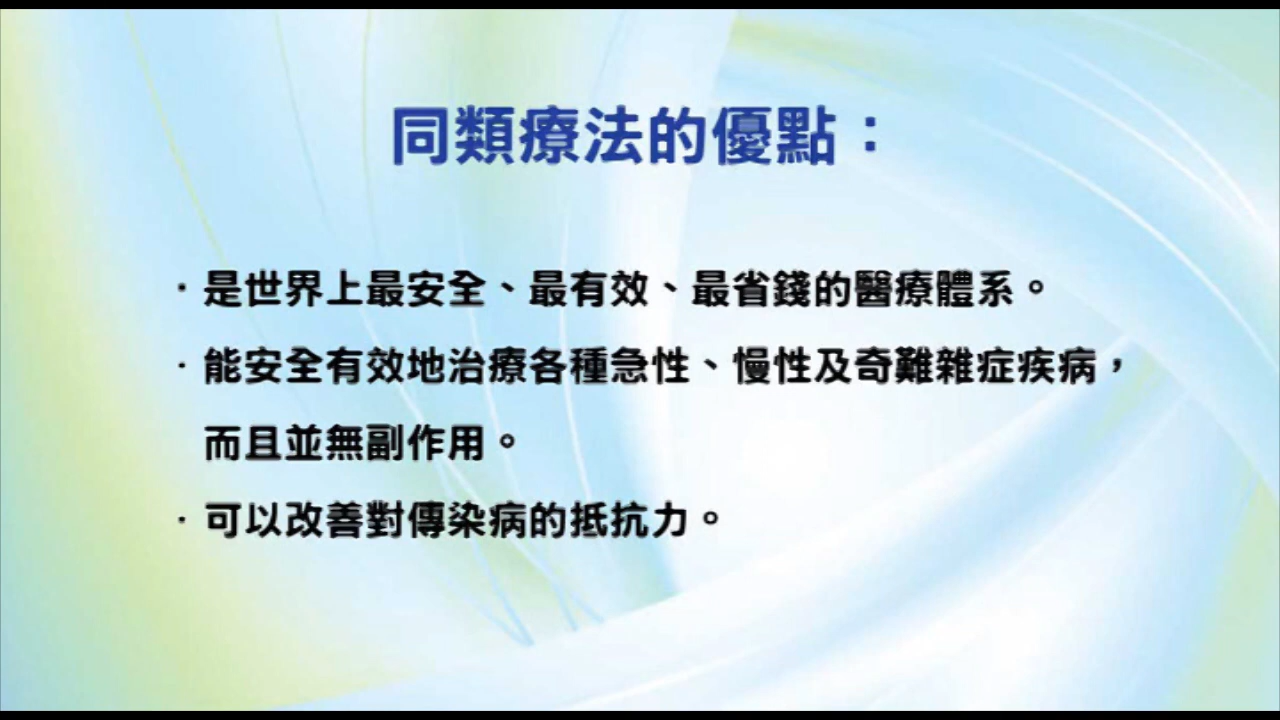 同類療法的優點：
·是世界上最安全、最有效、最省錢的醫療體系。
·能安全有效地治療各種急性、慢性及奇難雜症疾病，
而且並無副作用。
·可以改善對傳染病的抵抗力。